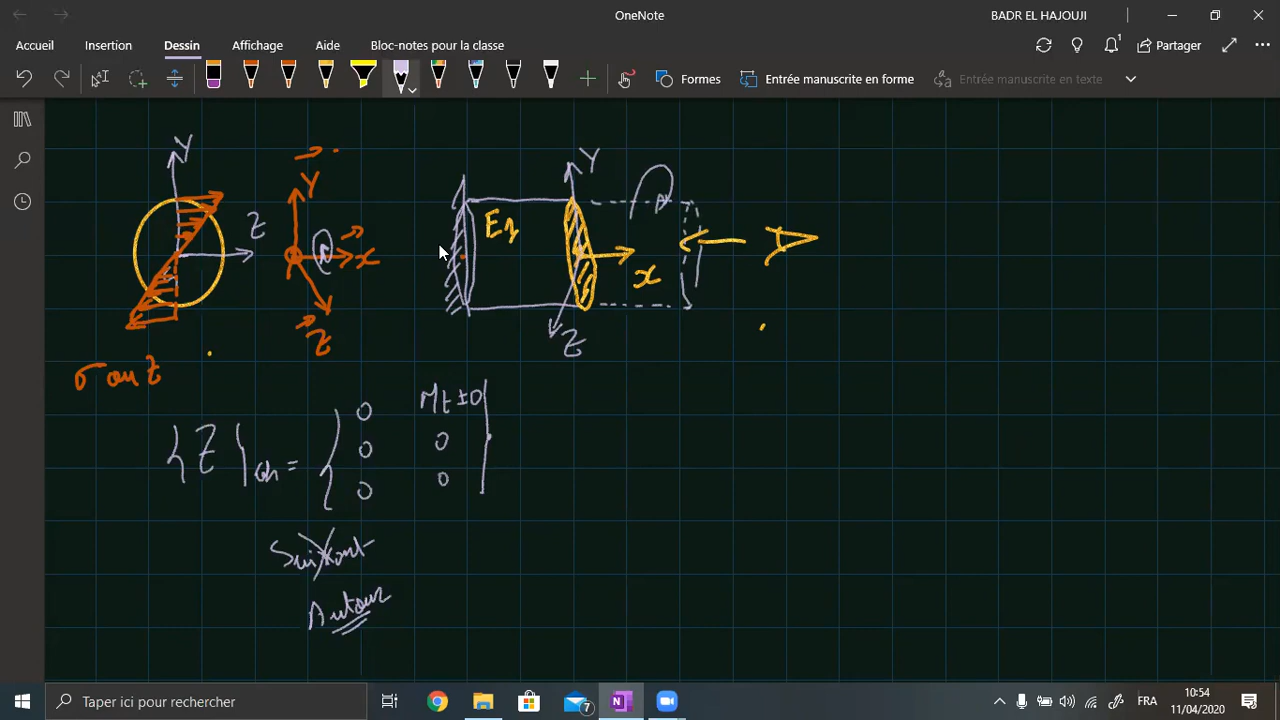 OneNote
BADR EL HAJOUJI
Accueil Insertion Dessin Affichage Aide Bloc-notes pour la classe
Partager
Formes Entrée manuscrite en forme Entrée manuscrite en texte
Y
Z
Y
x
Z
σ ou Z
Y
E1
x
Z
{Z} = { 0 Mt ≠ 0
0 0
0 0 }
Suivant
Autour
Taper ici pour rechercher
7
FRA
10:54
11/04/2020